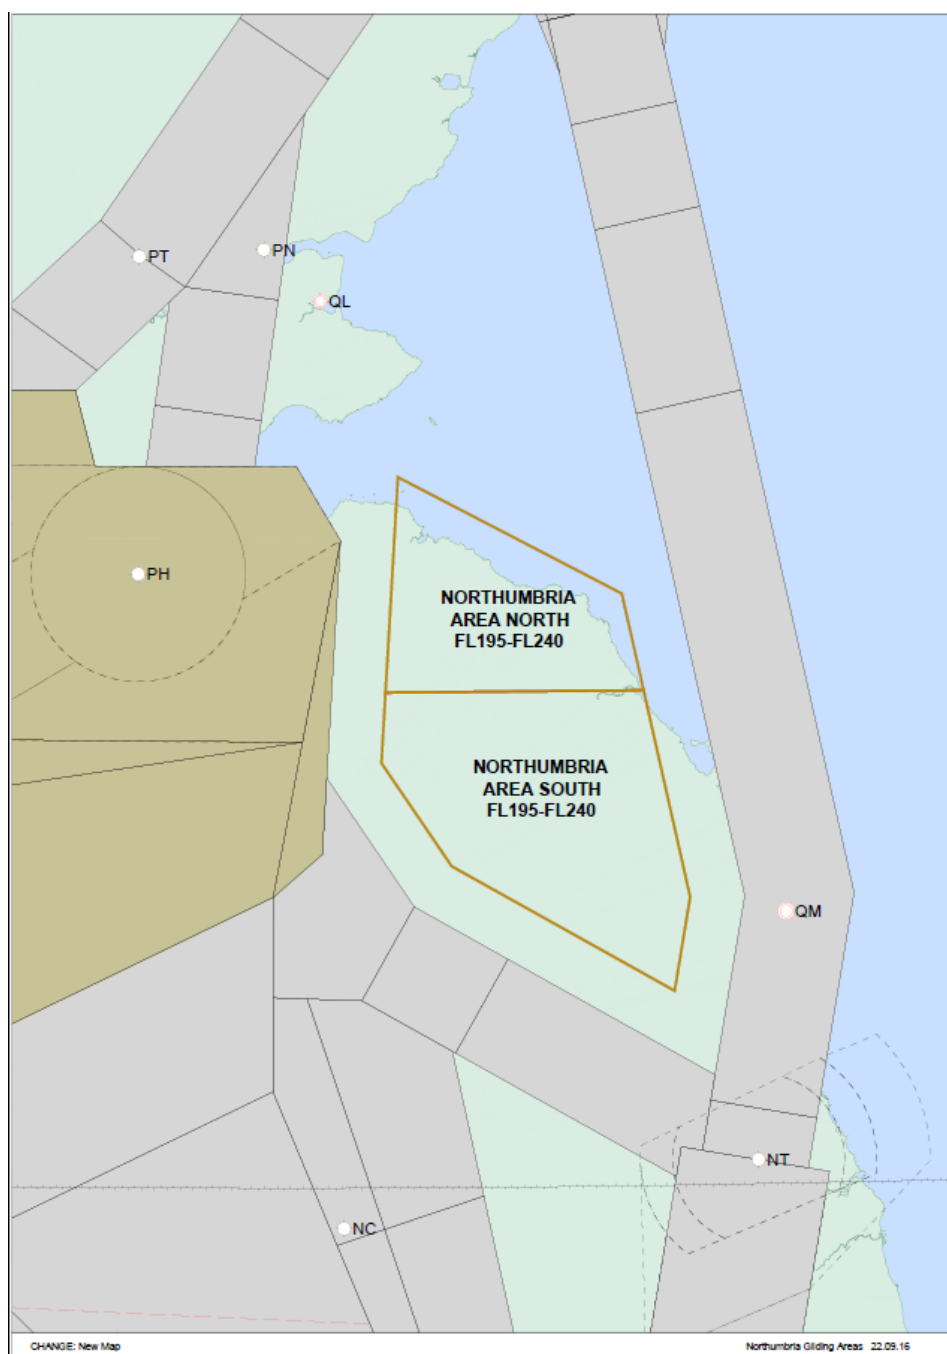 PT
PN
QL
PH
NORTHUMBRIA
AREA NORTH
FL195-FL240
NORTHUMBRIA
AREA SOUTH
FL195-FL240
QM
NT
NC
CHANGE: New Map
Northumbria Gliding Areas 22.09.16